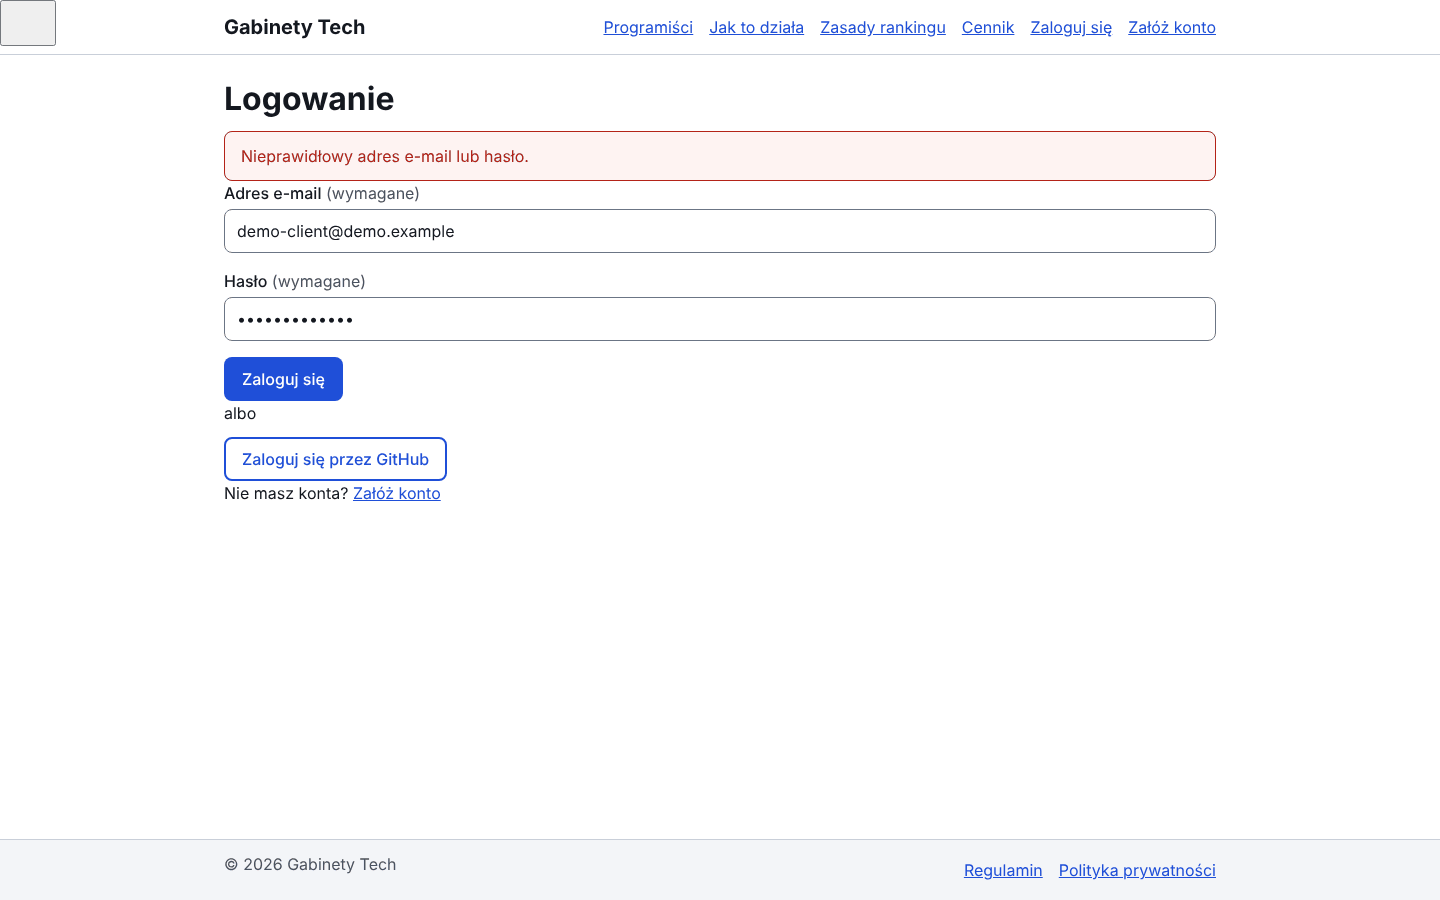 Gabinety Tech
Programiści Jak to działa Zasady rankingu Cennik Zaloguj się Załóż konto
Logowanie
Nieprawidłowy adres e-mail lub hasło.
Adres e-mail (wymagane)
demo-client@demo.example
Hasło (wymagane)
•••••••••••••
Zaloguj się
albo
Zaloguj się przez GitHub
Nie masz konta? Załóż konto
© 2026 Gabinety Tech
Regulamin Polityka prywatności